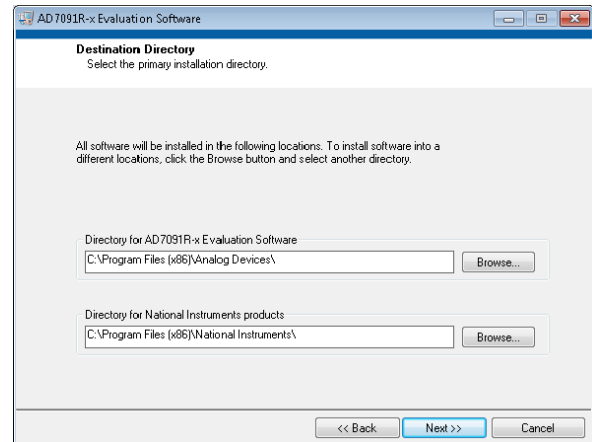 AD7091R-x Evaluation Software
Destination Directory
Select the primary installation directory.
All software will be installed in the following locations. To install software into a
different locations, click the Browse button and select another directory.
Directory for AD7091R-x Evaluation Software
C:\Program Files (x86)\Analog Devices\
Browse...
Directory for National Instruments products
C:\Program Files (x86)\National Instruments\
Browse...
<< Back
Next >>
Cancel